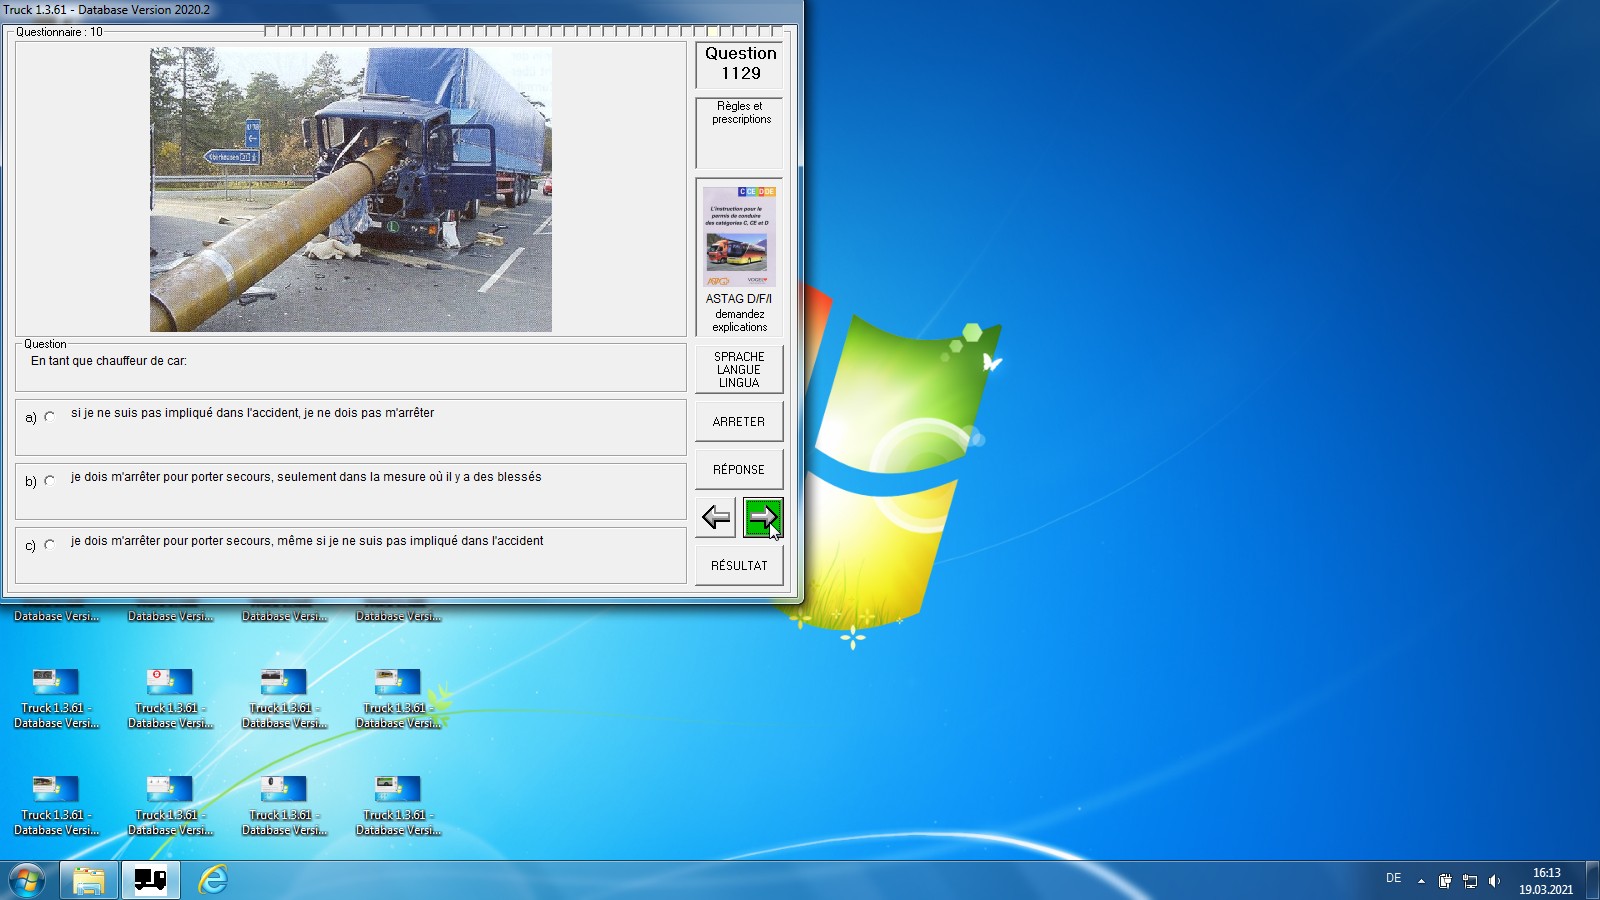 Truck 1.3.61 - Database Version 2020.2
Questionnaire : 10
Question
1129
Règles et
prescriptions
Oberhausen
C CE D DE
L'instruction pour le
permis de conduire
des catégories C, CE et D
ASTAG D/F/I
demandez
explications
Question
En tant que chauffeur de car:
a) si je ne suis pas impliqué dans l'accident, je ne dois pas m'arrêter
b) je dois m'arrêter pour porter secours, seulement dans la mesure où il y a des blessés
c) je dois m'arrêter pour porter secours, même si je ne suis pas impliqué dans l'accident
SPRACHE
LANGUE
LINGUA
ARRETER
RÉPONSE
RÉSULTAT
Database Versi... Database Versi... Database Versi... Database Versi...
Truck 1.3.61 - Truck 1.3.61 - Truck 1.3.61 - Truck 1.3.61 -
Database Versi... Database Versi... Database Versi... Database Versi...
Truck 1.3.61 - Truck 1.3.61 - Truck 1.3.61 - Truck 1.3.61 -
Database Versi... Database Versi... Database Versi... Database Versi...
DE
16:13
19.03.2021